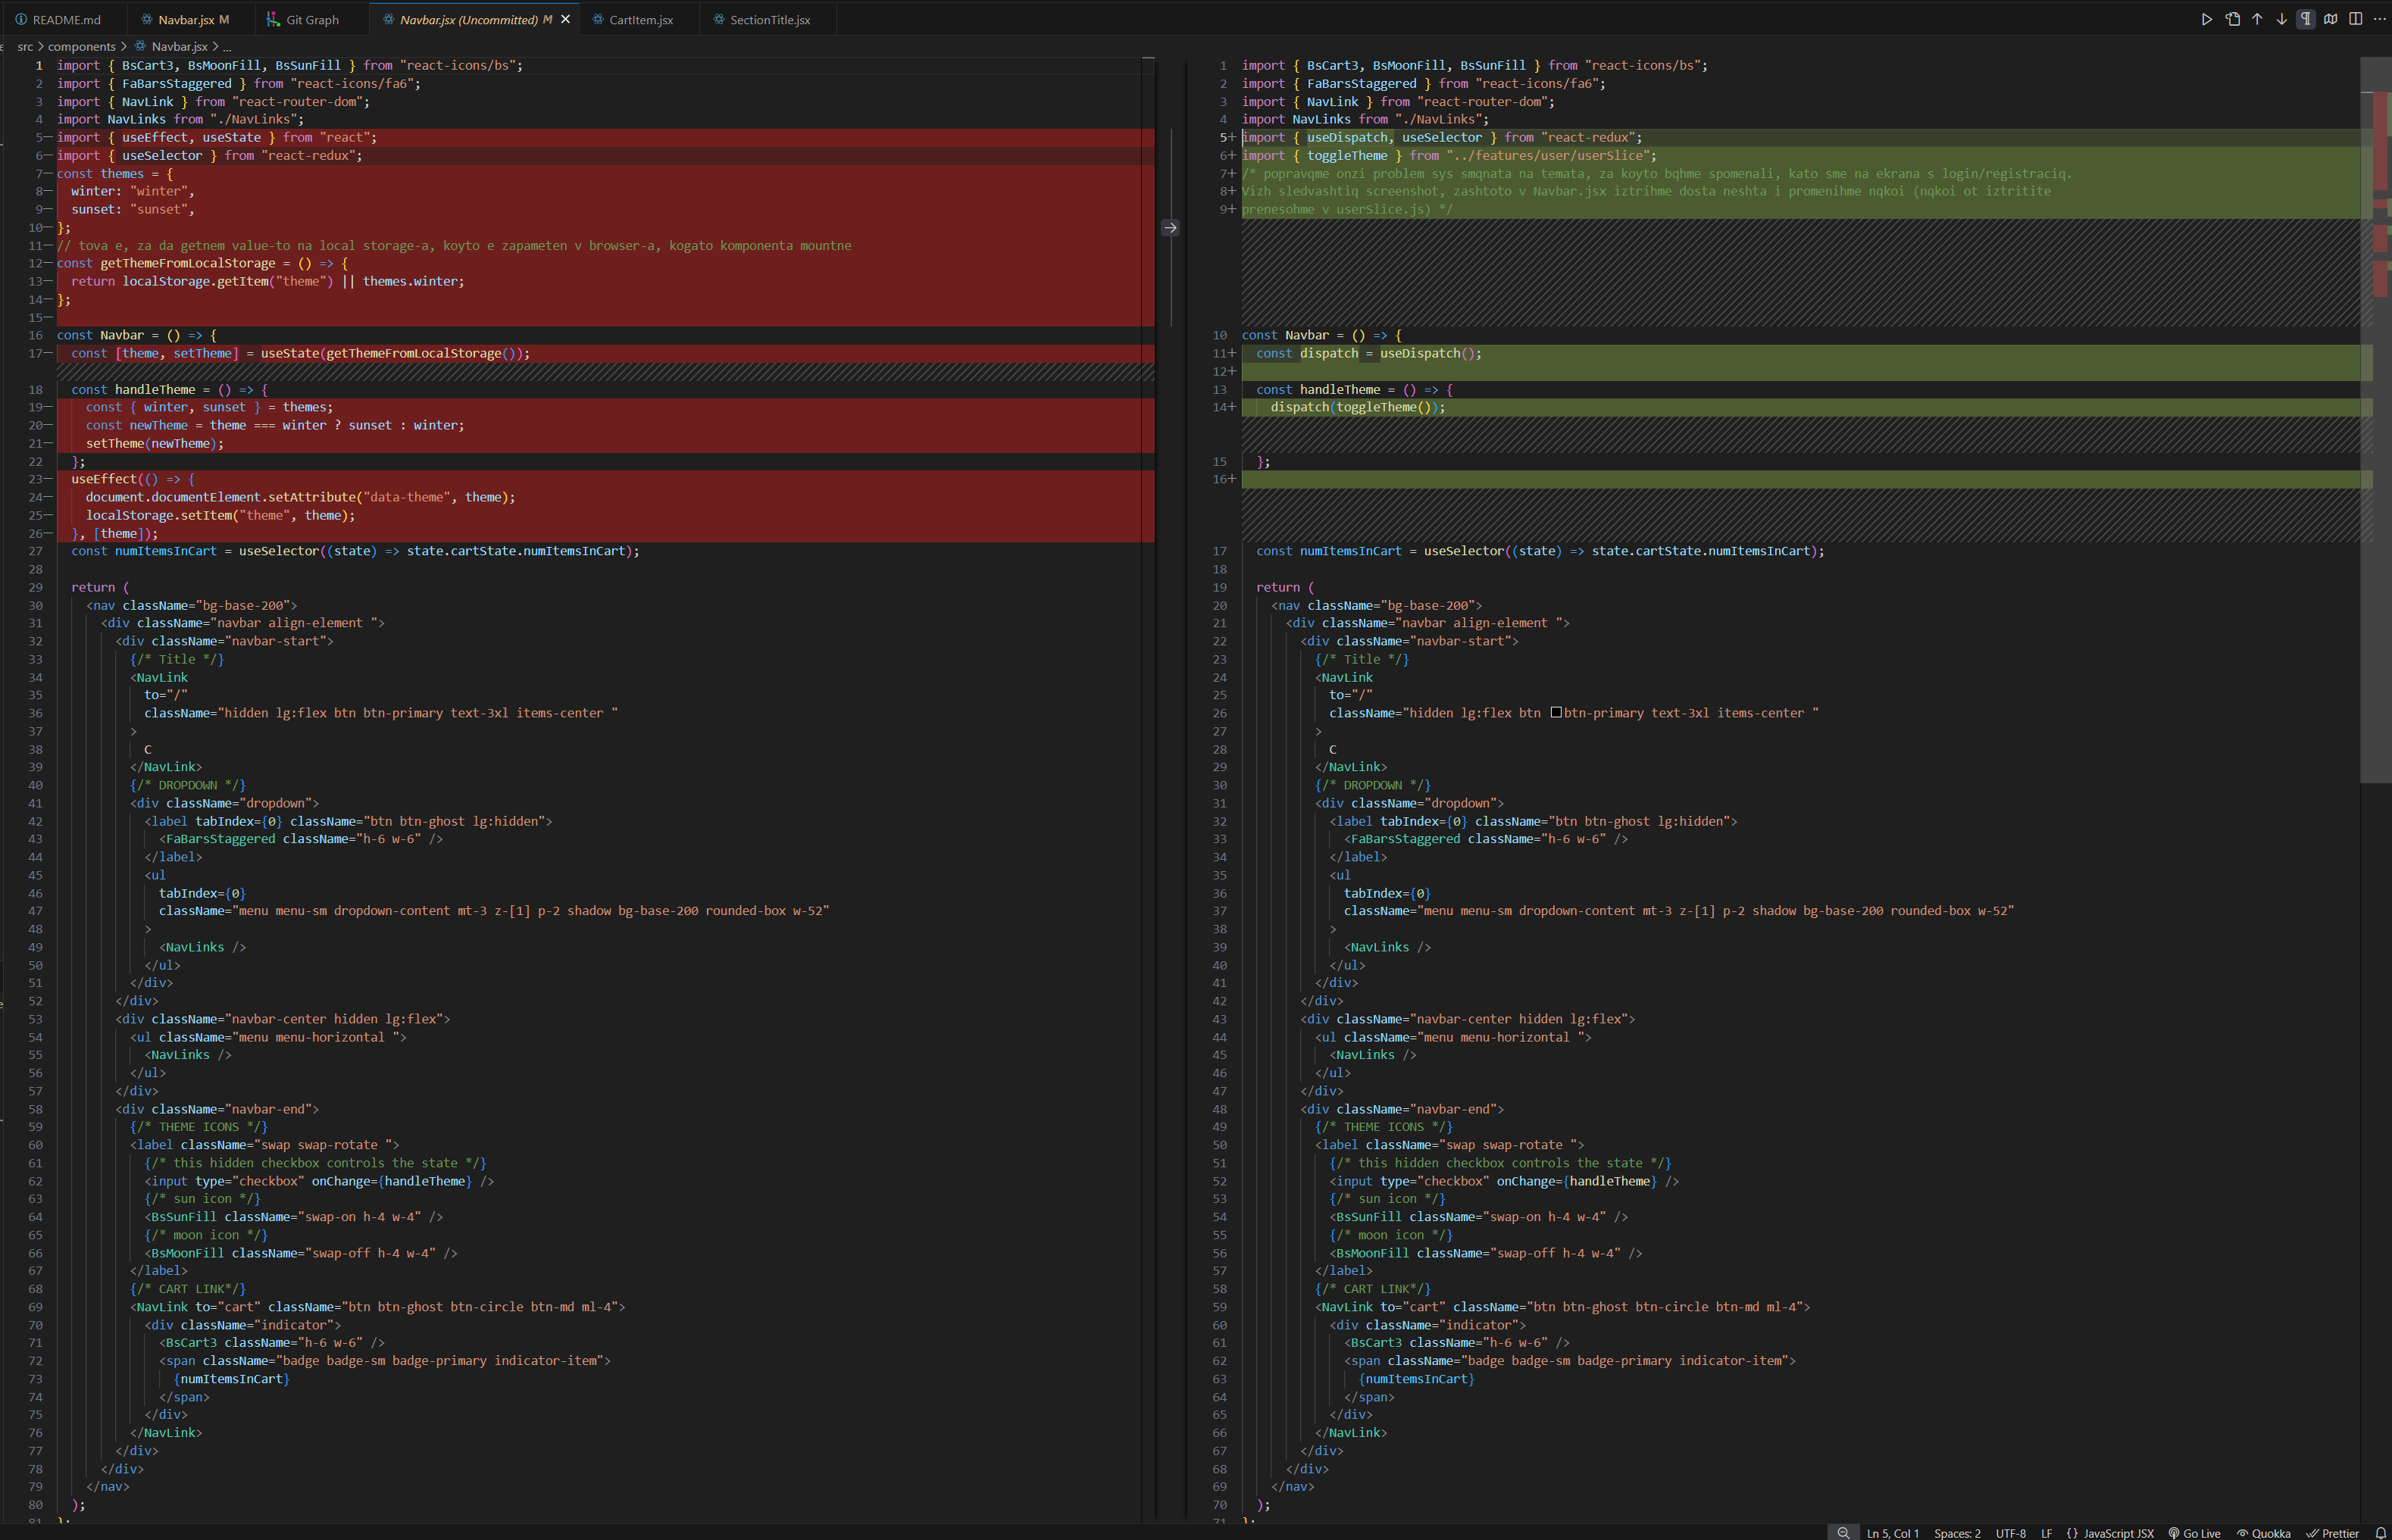 README.md
Navbar.jsx M
Git Graph
Navbar.jsx (Uncommitted) M
CartItem.jsx
SectionTitle.jsx
src > components > Navbar.jsx > ...
1 import { BsCart3, BsMoonFill, BsSunFill } from "react-icons/bs";
2 import { FaBarsStaggered } from "react-icons/fa6";
3 import { NavLink } from "react-router-dom";
4 import NavLinks from "./NavLinks";
5— import { useEffect, useState } from "react";
6— import { useSelector } from "react-redux";
7— const themes = {
8— winter: "winter",
9— sunset: "sunset",
10— };
11— // tova e, za da getnem value-to na local storage-a, koyto e zapameten v browser-a, kogato komponenta mountne
12— const getThemeFromLocalStorage = () => {
13— return localStorage.getItem("theme") || themes.winter;
14— };
15—
16 const Navbar = () => {
17— const [theme, setTheme] = useState(getThemeFromLocalStorage());
18 const handleTheme = () => {
19— const { winter, sunset } = themes;
20— const newTheme = theme === winter ? sunset : winter;
21— setTheme(newTheme);
22 };
23— useEffect(() => {
24— document.documentElement.setAttribute("data-theme", theme);
25— localStorage.setItem("theme", theme);
26— }, [theme]);
27 const numItemsInCart = useSelector((state) => state.cartState.numItemsInCart);
28
29 return (
30 <nav className="bg-base-200">
31 <div className="navbar align-element ">
32 <div className="navbar-start">
33 {/* Title */}
34 <NavLink
35 to="/"
36 className="hidden lg:flex btn btn-primary text-3xl items-center "
37 >
38 C
39 </NavLink>
40 {/* DROPDOWN */}
41 <div className="dropdown">
42 <label tabIndex={0} className="btn btn-ghost lg:hidden">
43 <FaBarsStaggered className="h-6 w-6" />
44 </label>
45 <ul
46 tabIndex={0}
47 className="menu menu-sm dropdown-content mt-3 z-[1] p-2 shadow bg-base-200 rounded-box w-52"
48 >
49 <NavLinks />
50 </ul>
51 </div>
52 </div>
53 <div className="navbar-center hidden lg:flex">
54 <ul className="menu menu-horizontal ">
55 <NavLinks />
56 </ul>
57 </div>
58 <div className="navbar-end">
59 {/* THEME ICONS */}
60 <label className="swap swap-rotate ">
61 {/* this hidden checkbox controls the state */}
62 <input type="checkbox" onChange={handleTheme} />
63 {/* sun icon */}
64 <BsSunFill className="swap-on h-4 w-4" />
65 {/* moon icon */}
66 <BsMoonFill className="swap-off h-4 w-4" />
67 </label>
68 {/* CART LINK*/}
69 <NavLink to="cart" className="btn btn-ghost btn-circle btn-md ml-4">
70 <div className="indicator">
71 <BsCart3 className="h-6 w-6" />
72 <span className="badge badge-sm badge-primary indicator-item">
73 {numItemsInCart}
74 </span>
75 </div>
76 </NavLink>
77 </div>
78 </div>
79 </nav>
80 );
81 };
1 import { BsCart3, BsMoonFill, BsSunFill } from "react-icons/bs";
2 import { FaBarsStaggered } from "react-icons/fa6";
3 import { NavLink } from "react-router-dom";
4 import NavLinks from "./NavLinks";
5+ import { useDispatch, useSelector } from "react-redux";
6+ import { toggleTheme } from "../features/user/userSlice";
7+ /* popravqme onzi problem sys smqnata na temata, za koyto bqhme spomenali, kato sme na ekrana s login/registraciq.
8+ Vizh sledvashtiq screenshot, zashtoto v Navbar.jsx iztrihme dosta neshta i promenihme nqkoi (nqkoi ot iztritite
9+ prenesohme v userSlice.js) */
10 const Navbar = () => {
11+ const dispatch = useDispatch();
12+
13 const handleTheme = () => {
14+ dispatch(toggleTheme());
15 };
16+
17 const numItemsInCart = useSelector((state) => state.cartState.numItemsInCart);
18
19 return (
20 <nav className="bg-base-200">
21 <div className="navbar align-element ">
22 <div className="navbar-start">
23 {/* Title */}
24 <NavLink
25 to="/"
26 className="hidden lg:flex btn btn-primary text-3xl items-center "
27 >
28 C
29 </NavLink>
30 {/* DROPDOWN */}
31 <div className="dropdown">
32 <label tabIndex={0} className="btn btn-ghost lg:hidden">
33 <FaBarsStaggered className="h-6 w-6" />
34 </label>
35 <ul
36 tabIndex={0}
37 className="menu menu-sm dropdown-content mt-3 z-[1] p-2 shadow bg-base-200 rounded-box w-52"
38 >
39 <NavLinks />
40 </ul>
41 </div>
42 </div>
43 <div className="navbar-center hidden lg:flex">
44 <ul className="menu menu-horizontal ">
45 <NavLinks />
46 </ul>
47 </div>
48 <div className="navbar-end">
49 {/* THEME ICONS */}
50 <label className="swap swap-rotate ">
51 {/* this hidden checkbox controls the state */}
52 <input type="checkbox" onChange={handleTheme} />
53 {/* sun icon */}
54 <BsSunFill className="swap-on h-4 w-4" />
55 {/* moon icon */}
56 <BsMoonFill className="swap-off h-4 w-4" />
57 </label>
58 {/* CART LINK*/}
59 <NavLink to="cart" className="btn btn-ghost btn-circle btn-md ml-4">
60 <div className="indicator">
61 <BsCart3 className="h-6 w-6" />
62 <span className="badge badge-sm badge-primary indicator-item">
63 {numItemsInCart}
64 </span>
65 </div>
66 </NavLink>
67 </div>
68 </div>
69 </nav>
70 );
71 };
Ln 5, Col 1 Spaces: 2 UTF-8 LF {} JavaScript JSX Go Live Quokka Prettier